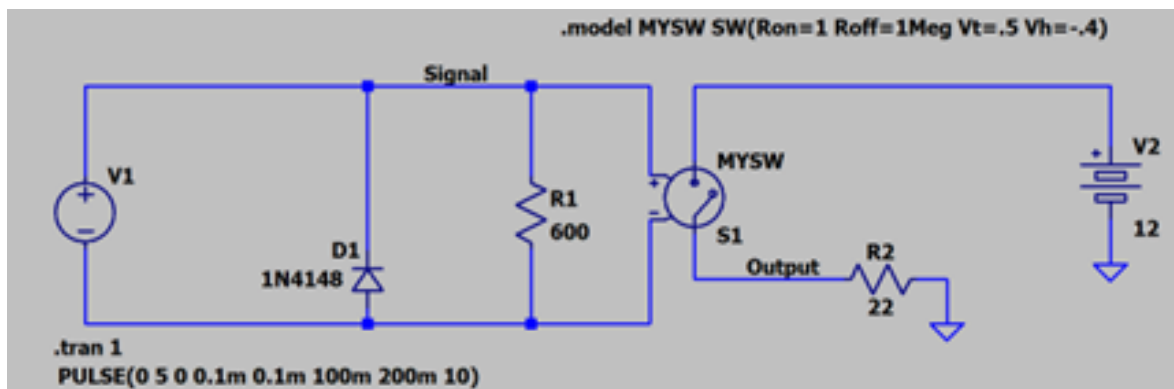 .model MYSW SW(Ron=1 Roff=1Meg Vt=.5 Vh=-.4)
Signal
V1
+
−
D1
1N4148
R1
600
+
−
MYSW
S1
Output
R2
22
+
V2
12
.tran 1
PULSE(0 5 0 0.1m 0.1m 100m 200m 10)